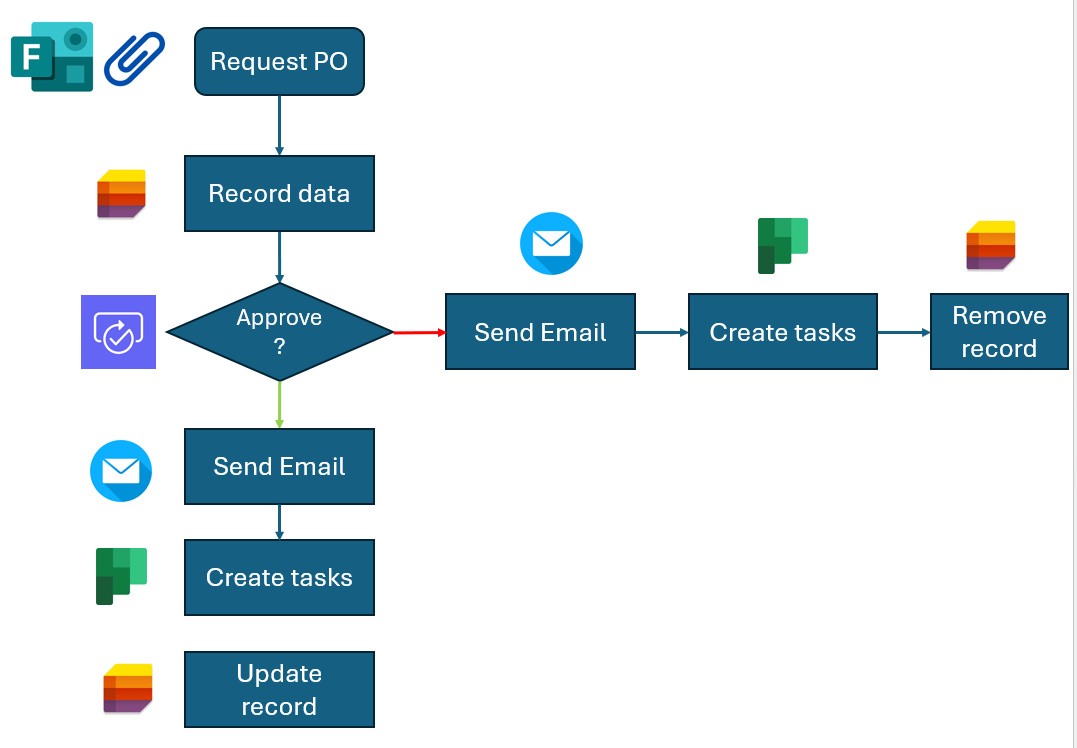 F
Request PO
Record data
Approve
?
Send Email
Create tasks
Remove
record
Send Email
Create tasks
Update
record